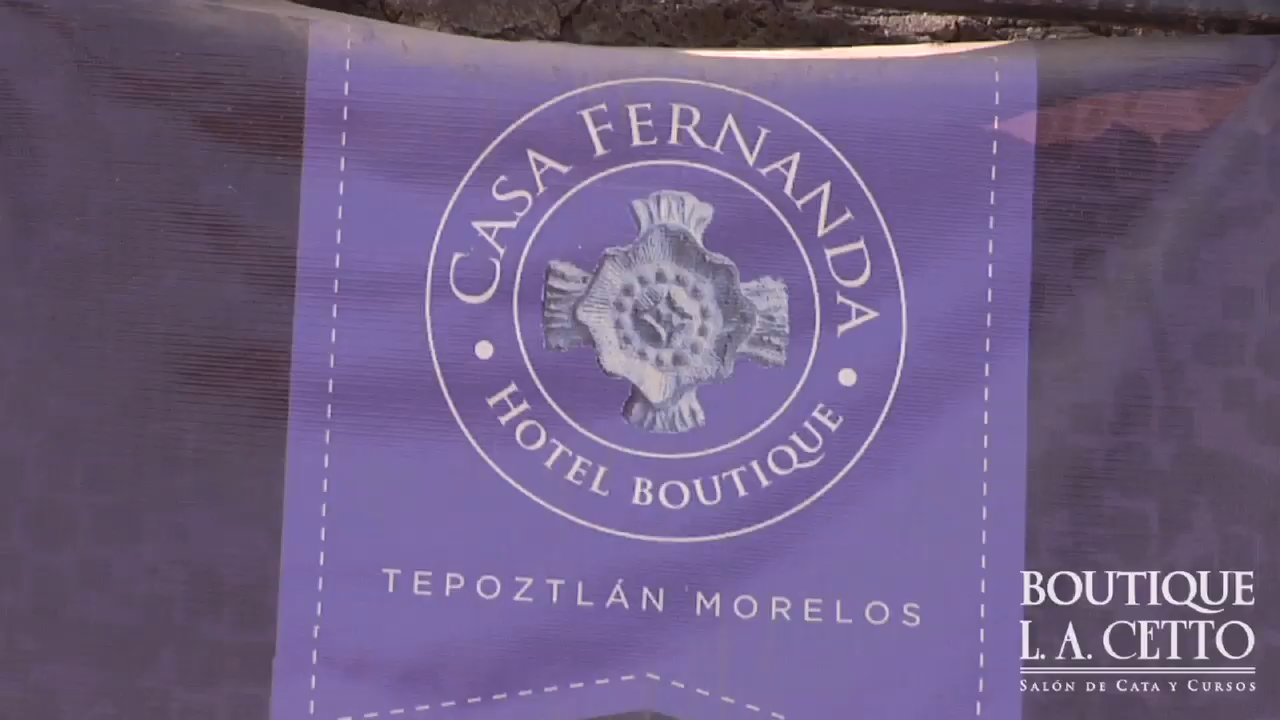 CASA FERNANDA
• HOTEL BOUTIQUE •
TEPOZTLÁN MORELOS
BOUTIQUE
L. A. CETTO
SALÓN DE CATA Y CURSOS